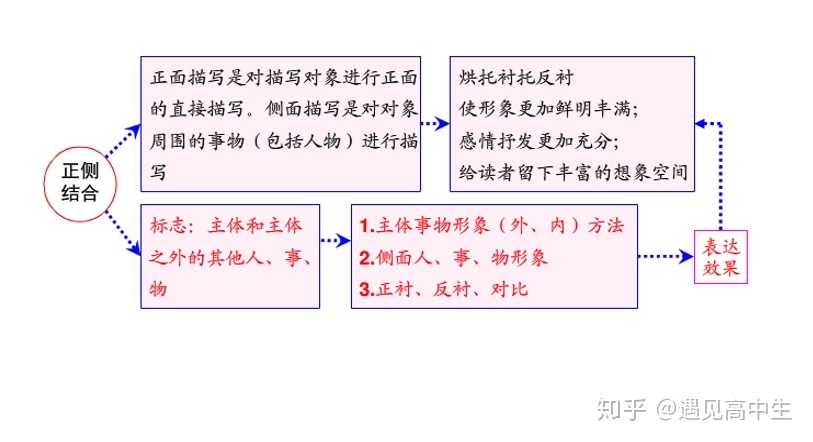 正侧
结合
正面描写是对描写对象进行正面
的直接描写。侧面描写是对对象
周围的事物（包括人物）进行描
写
烘托衬托反衬
使形象更加鲜明丰满；
感情抒发更加充分；
给读者留下丰富的想象空间
标志：主体和主体
之外的其他人、事、
物
1.主体事物形象（外、内）方法
2.侧面人、事、物形象
3.正衬、反衬、对比
表达
效果
知乎 @遇见高中生